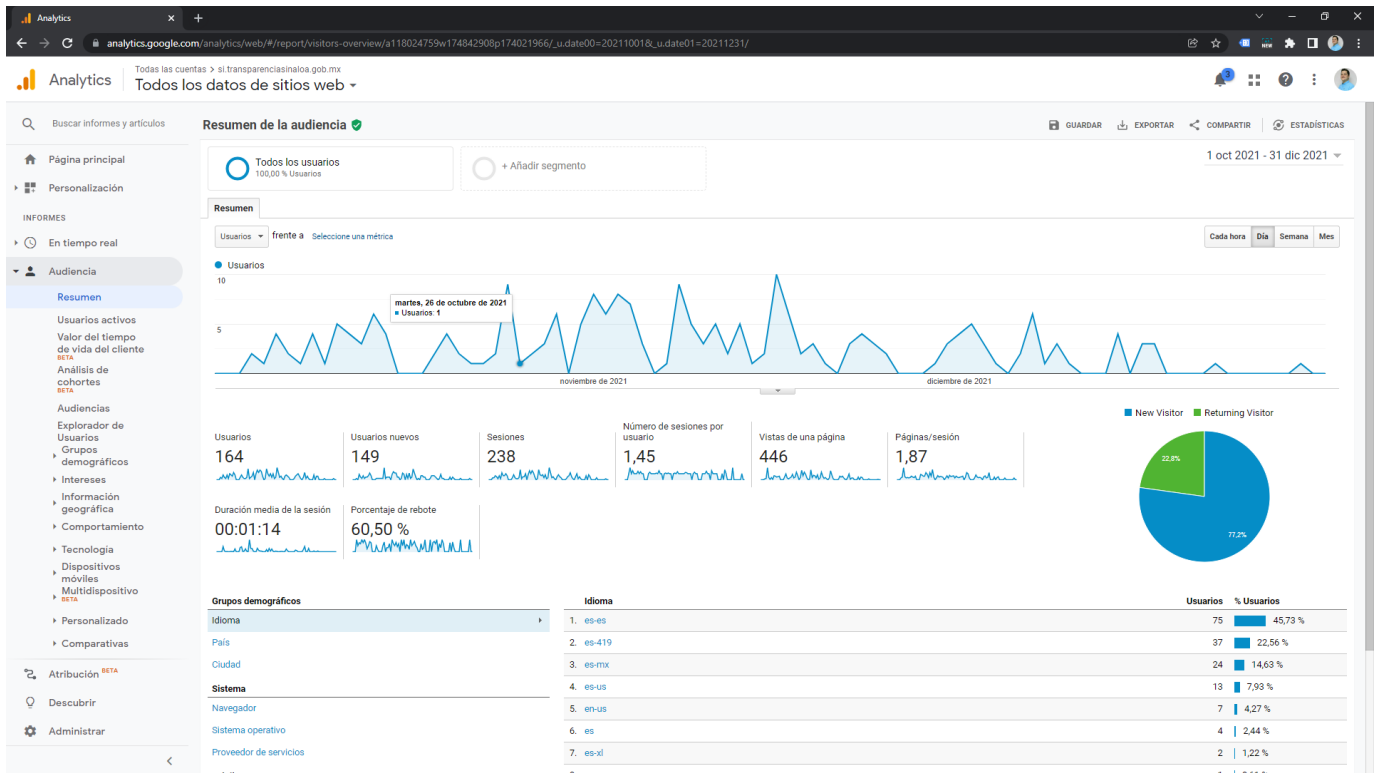 Analytics
analytics.google.com/analytics/web/#/report/visitors-overview/a118024759w174842908p174021966/_u.date00=20211001&_u.date01=20211231/
NEW
Analytics
Todas las cuentas > si.transparenciasinaloa.gob.mx
Todos los datos de sitios web
3
Buscar informes y artículos
Página principal
Personalización
INFORMES
En tiempo real
Audiencia
Resumen
Usuarios activos
Valor del tiempo
de vida del cliente
BETA
Análisis de
cohortes
BETA
Audiencias
Explorador de
Usuarios
Grupos
demográficos
Intereses
Información
geográfica
Comportamiento
Tecnología
Dispositivos
móviles
Multidispositivo
BETA
Personalizado
Comparativas
Atribución BETA
Descubrir
Administrar
Resumen de la audiencia
GUARDAR
EXPORTAR
COMPARTIR
ESTADÍSTICAS
Todos los usuarios
100,00 % Usuarios
+ Añadir segmento
1 oct 2021 - 31 dic 2021
Resumen
Usuarios
frente a
Seleccione una métrica
Cada hora
Día
Semana
Mes
Usuarios
10
5
martes, 26 de octubre de 2021
Usuarios: 1
noviembre de 2021
diciembre de 2021
New Visitor
Returning Visitor
22,8%
77,2%
Usuarios
164
Usuarios nuevos
149
Sesiones
238
Número de sesiones por
usuario
1,45
Vistas de una página
446
Páginas/sesión
1,87
Duración media de la sesión
00:01:14
Porcentaje de rebote
60,50 %
Grupos demográficos
Idioma
País
Ciudad
Sistema
Navegador
Sistema operativo
Proveedor de servicios
Idioma Usuarios % Usuarios
1. es-es 75 45,73 %
2. es-419 37 22,56 %
3. es-mx 24 14,63 %
4. es-us 13 7,93 %
5. en-us 7 4,27 %
6. es 4 2,44 %
7. es-xl 2 1,22 %